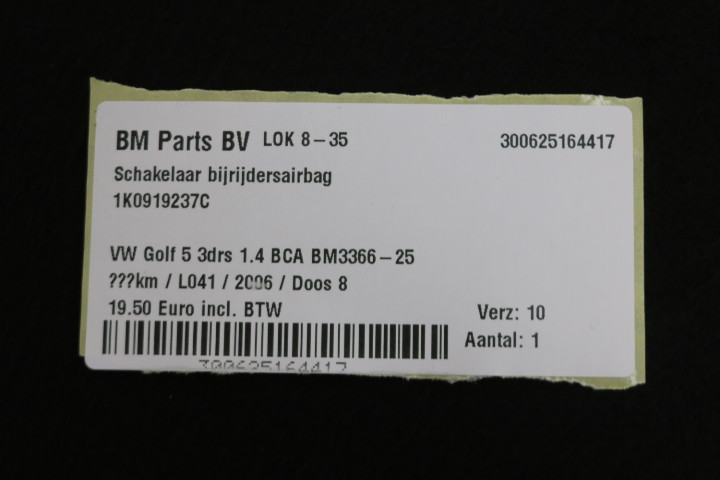 BM Parts BV LOK 8-35 300625164417
Schakelaar bijrijdersairbag
1K0919237C
VW Golf 5 3drs 1.4 BCA BM3366-25
???km / L041 / 2006 / Doos 8
19.50 Euro incl. BTW Verz: 10
Aantal: 1
300625164417